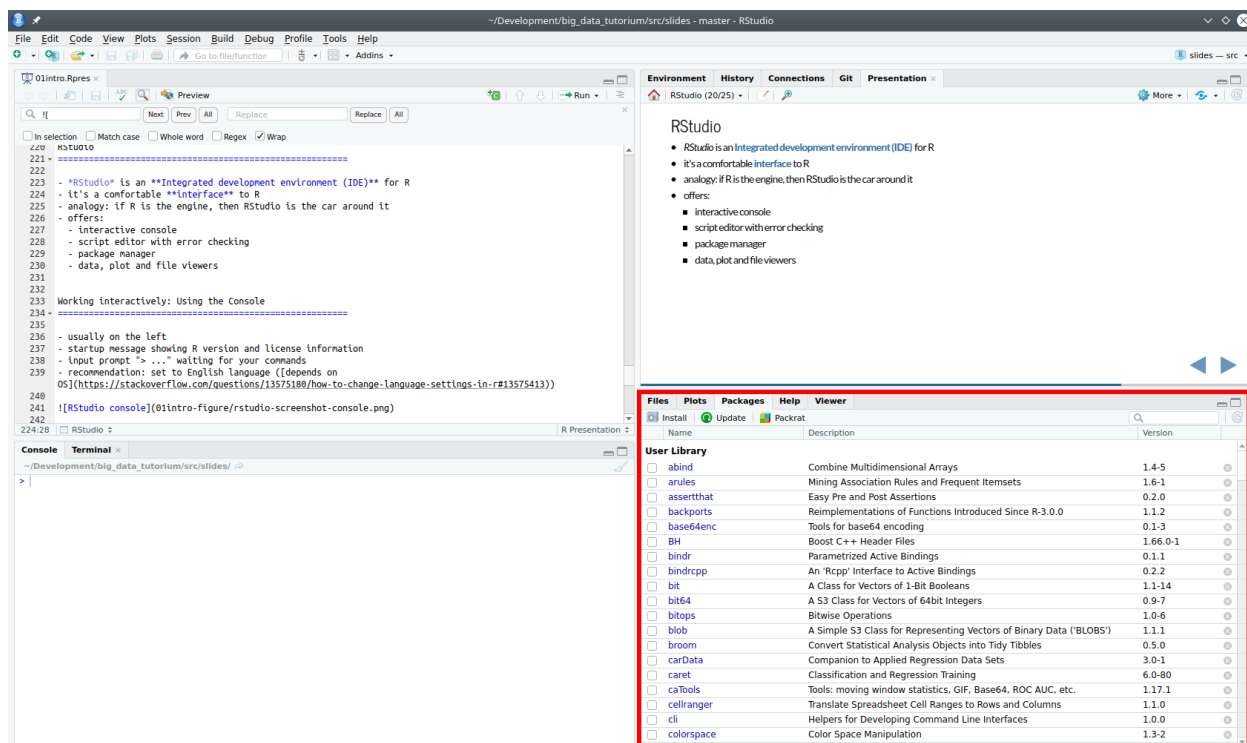 ~/Development/big_data_tutorium/src/slides - master - RStudio
File Edit Code View Plots Session Build Debug Profile Tools Help
Go to file/function Addins
slides — src
01intro.Rpres
Preview
Run
![ Next Prev All Replace Replace All
In selection Match case Whole word Regex Wrap
220 RStudio
221 =========================================================
222
223 - *RStudio* is an **Integrated development environment (IDE)** for R
224 - it's a comfortable **interface** to R
225 - analogy: if R is the engine, then RStudio is the car around it
226 - offers:
227 - interactive console
228 - script editor with error checking
229 - package manager
230 - data, plot and file viewers
231
232
233 Working interactively: Using the Console
234 =========================================================
235
236 - usually on the left
237 - startup message showing R version and license information
238 - input prompt "> ..." waiting for your commands
239 - recommendation: set to English language ([depends on
OS](https://stackoverflow.com/questions/13575180/how-to-change-language-settings-in-r#13575413))
240
241 ![RStudio console](01intro-figure/rstudio-screenshot-console.png)
242
224:28 RStudio R Presentation
Console Terminal
~/Development/big_data_tutorium/src/slides/
>
Environment History Connections Git Presentation
RStudio (20/25) More
RStudio
RStudio is an Integrated development environment (IDE) for R
it's a comfortable interface to R
analogy: if R is the engine, then RStudio is the car around it
offers:
interactive console
script editor with error checking
package manager
data, plot and file viewers
Files Plots Packages Help Viewer
Install Update Packrat
Name Description Version
User Library
abind Combine Multidimensional Arrays 1.4-5
arules Mining Association Rules and Frequent Itemsets 1.6-1
assertthat Easy Pre and Post Assertions 0.2.0
backports Reimplementations of Functions Introduced Since R-3.0.0 1.1.2
base64enc Tools for base64 encoding 0.1-3
BH Boost C++ Header Files 1.66.0-1
bindr Parametrized Active Bindings 0.1.1
bindrcpp An 'Rcpp' Interface to Active Bindings 0.2.2
bit A Class for Vectors of 1-Bit Booleans 1.1-14
bit64 A S3 Class for Vectors of 64bit Integers 0.9-7
bitops Bitwise Operations 1.0-6
blob A Simple S3 Class for Representing Vectors of Binary Data ('BLOBS') 1.1.1
broom Convert Statistical Analysis Objects into Tidy Tibbles 0.5.0
carData Companion to Applied Regression Data Sets 3.0-1
caret Classification and Regression Training 6.0-80
caTools Tools: moving window statistics, GIF, Base64, ROC AUC, etc. 1.17.1
cellranger Translate Spreadsheet Cell Ranges to Rows and Columns 1.1.0
cli Helpers for Developing Command Line Interfaces 1.0.0
colorspace Color Space Manipulation 1.3-2